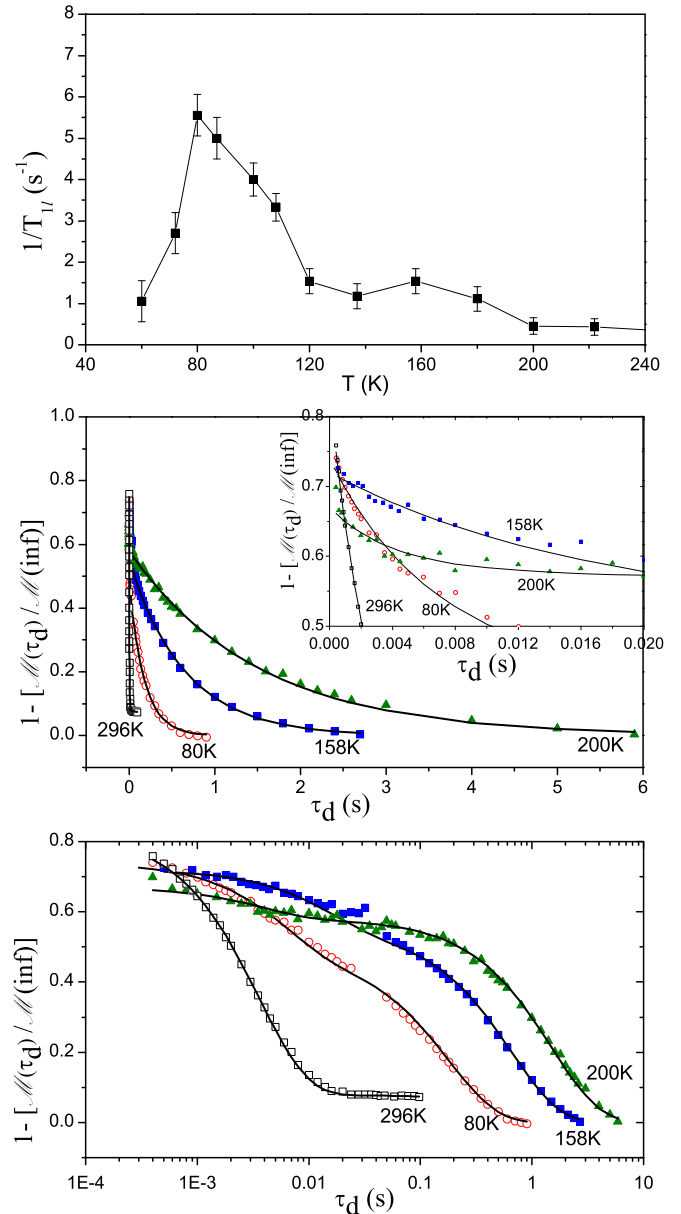 8
7
6
5
4
3
2
1
0
1/T₁ₗ (s⁻¹)
40 80 120 160 200 240
T (K)
1.0
0.8
0.6
0.4
0.2
0.0
1- [ℳ(τd)/ℳ(inf)]
296K
80K
158K
200K
0 1 2 3 4 5 6
τd (s)
0.8
0.7
0.6
0.5
1- [ℳ(τd)/ℳ(inf)]
158K
200K
80K
296K
0.000 0.004 0.008 0.012 0.016 0.020
τd (s)
0.8
0.6
0.4
0.2
0.0
1- [ℳ(τd)/ℳ(inf)]
296K
80K
158K
200K
1E-4 1E-3 0.01 0.1 1 10
τd (s)